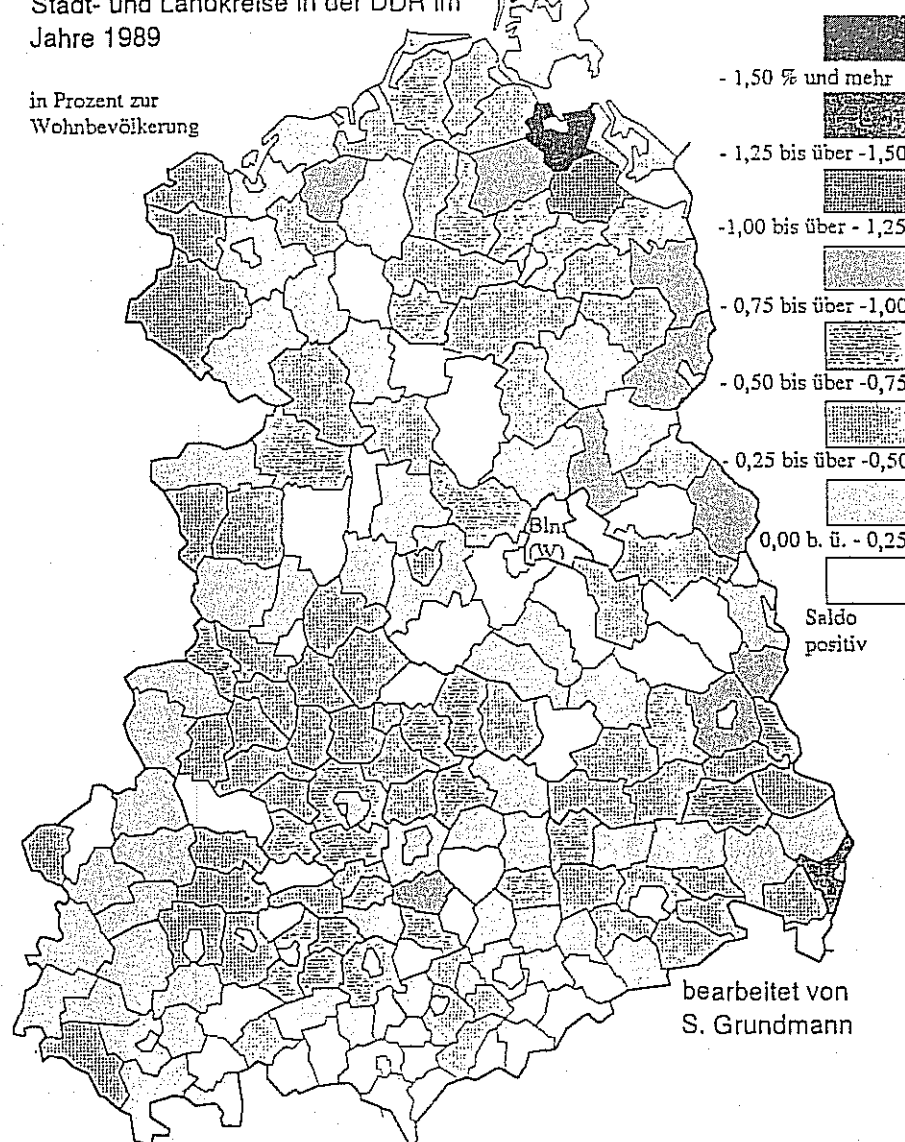 Stadt- und Landkreise in der DDR im
Jahre 1989
in Prozent zur
Wohnbevölkerung
- 1,50 % und mehr
- 1,25 bis über -1,50
-1,00 bis über - 1,25
- 0,75 bis über -1,00
- 0,50 bis über -0,75
- 0,25 bis über -0,50
0,00 b. ü. - 0,25
Saldo
positiv
Bln
(W)
bearbeitet von
S. Grundmann